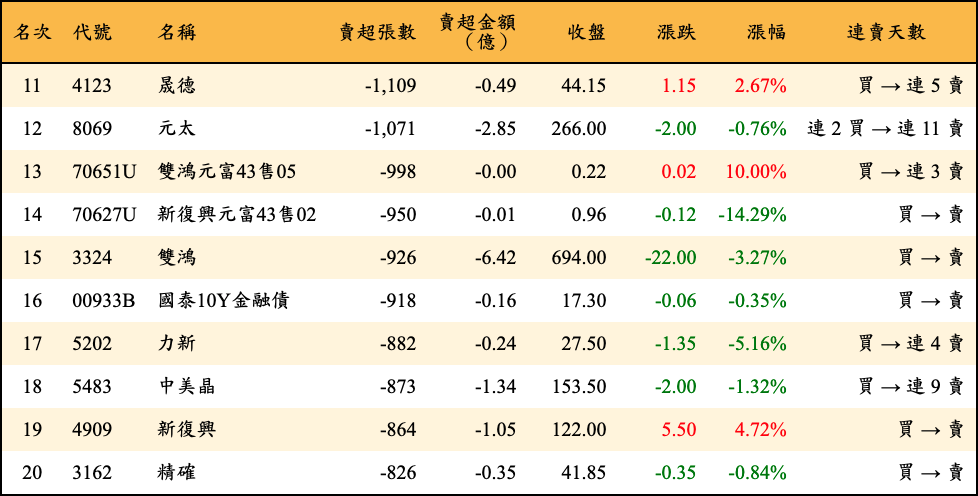 名次 代號 名稱 賣超張數 賣超金額（億） 收盤 漲跌 漲幅 連賣天數
11 4123 晟德 -1,109 -0.49 44.15 1.15 2.67% 買 → 連 5 賣
12 8069 元太 -1,071 -2.85 266.00 -2.00 -0.76% 連 2 買 → 連 11 賣
13 70651U 雙鴻元富43售05 -998 -0.00 0.22 0.02 10.00% 買 → 連 3 賣
14 70627U 新復興元富43售02 -950 -0.01 0.96 -0.12 -14.29% 買 → 賣
15 3324 雙鴻 -926 -6.42 694.00 -22.00 -3.27% 買 → 賣
16 00933B 國泰10Y金融債 -918 -0.16 17.30 -0.06 -0.35% 買 → 賣
17 5202 力新 -882 -0.24 27.50 -1.35 -5.16% 買 → 連 4 賣
18 5483 中美晶 -873 -1.34 153.50 -2.00 -1.32% 買 → 連 9 賣
19 4909 新復興 -864 -1.05 122.00 5.50 4.72% 買 → 賣
20 3162 精確 -826 -0.35 41.85 -0.35 -0.84% 買 → 賣